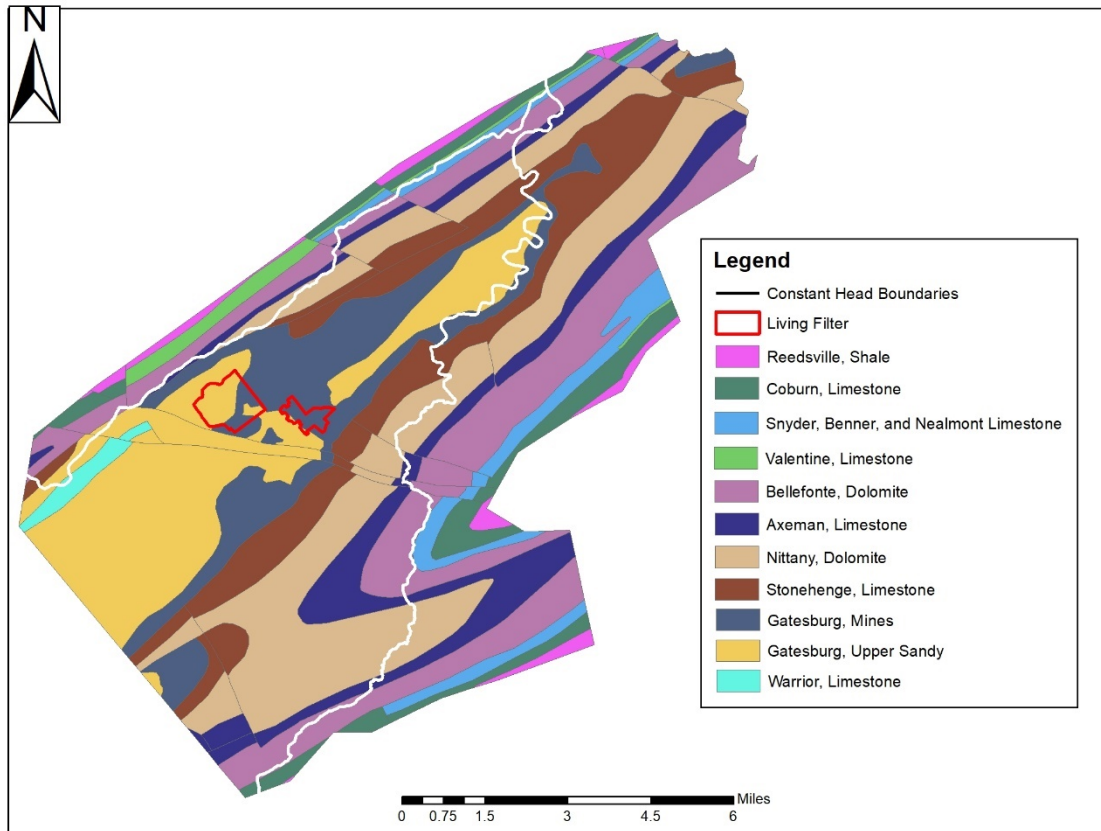 N
Legend
Constant Head Boundaries
Living Filter
Reedsville, Shale
Coburn, Limestone
Snyder, Benner, and Nealmont Limestone
Valentine, Limestone
Bellefonte, Dolomite
Axeman, Limestone
Nittany, Dolomite
Stonehenge, Limestone
Gatesburg, Mines
Gatesburg, Upper Sandy
Warrior, Limestone
Miles
0 0.75 1.5 3 4.5 6